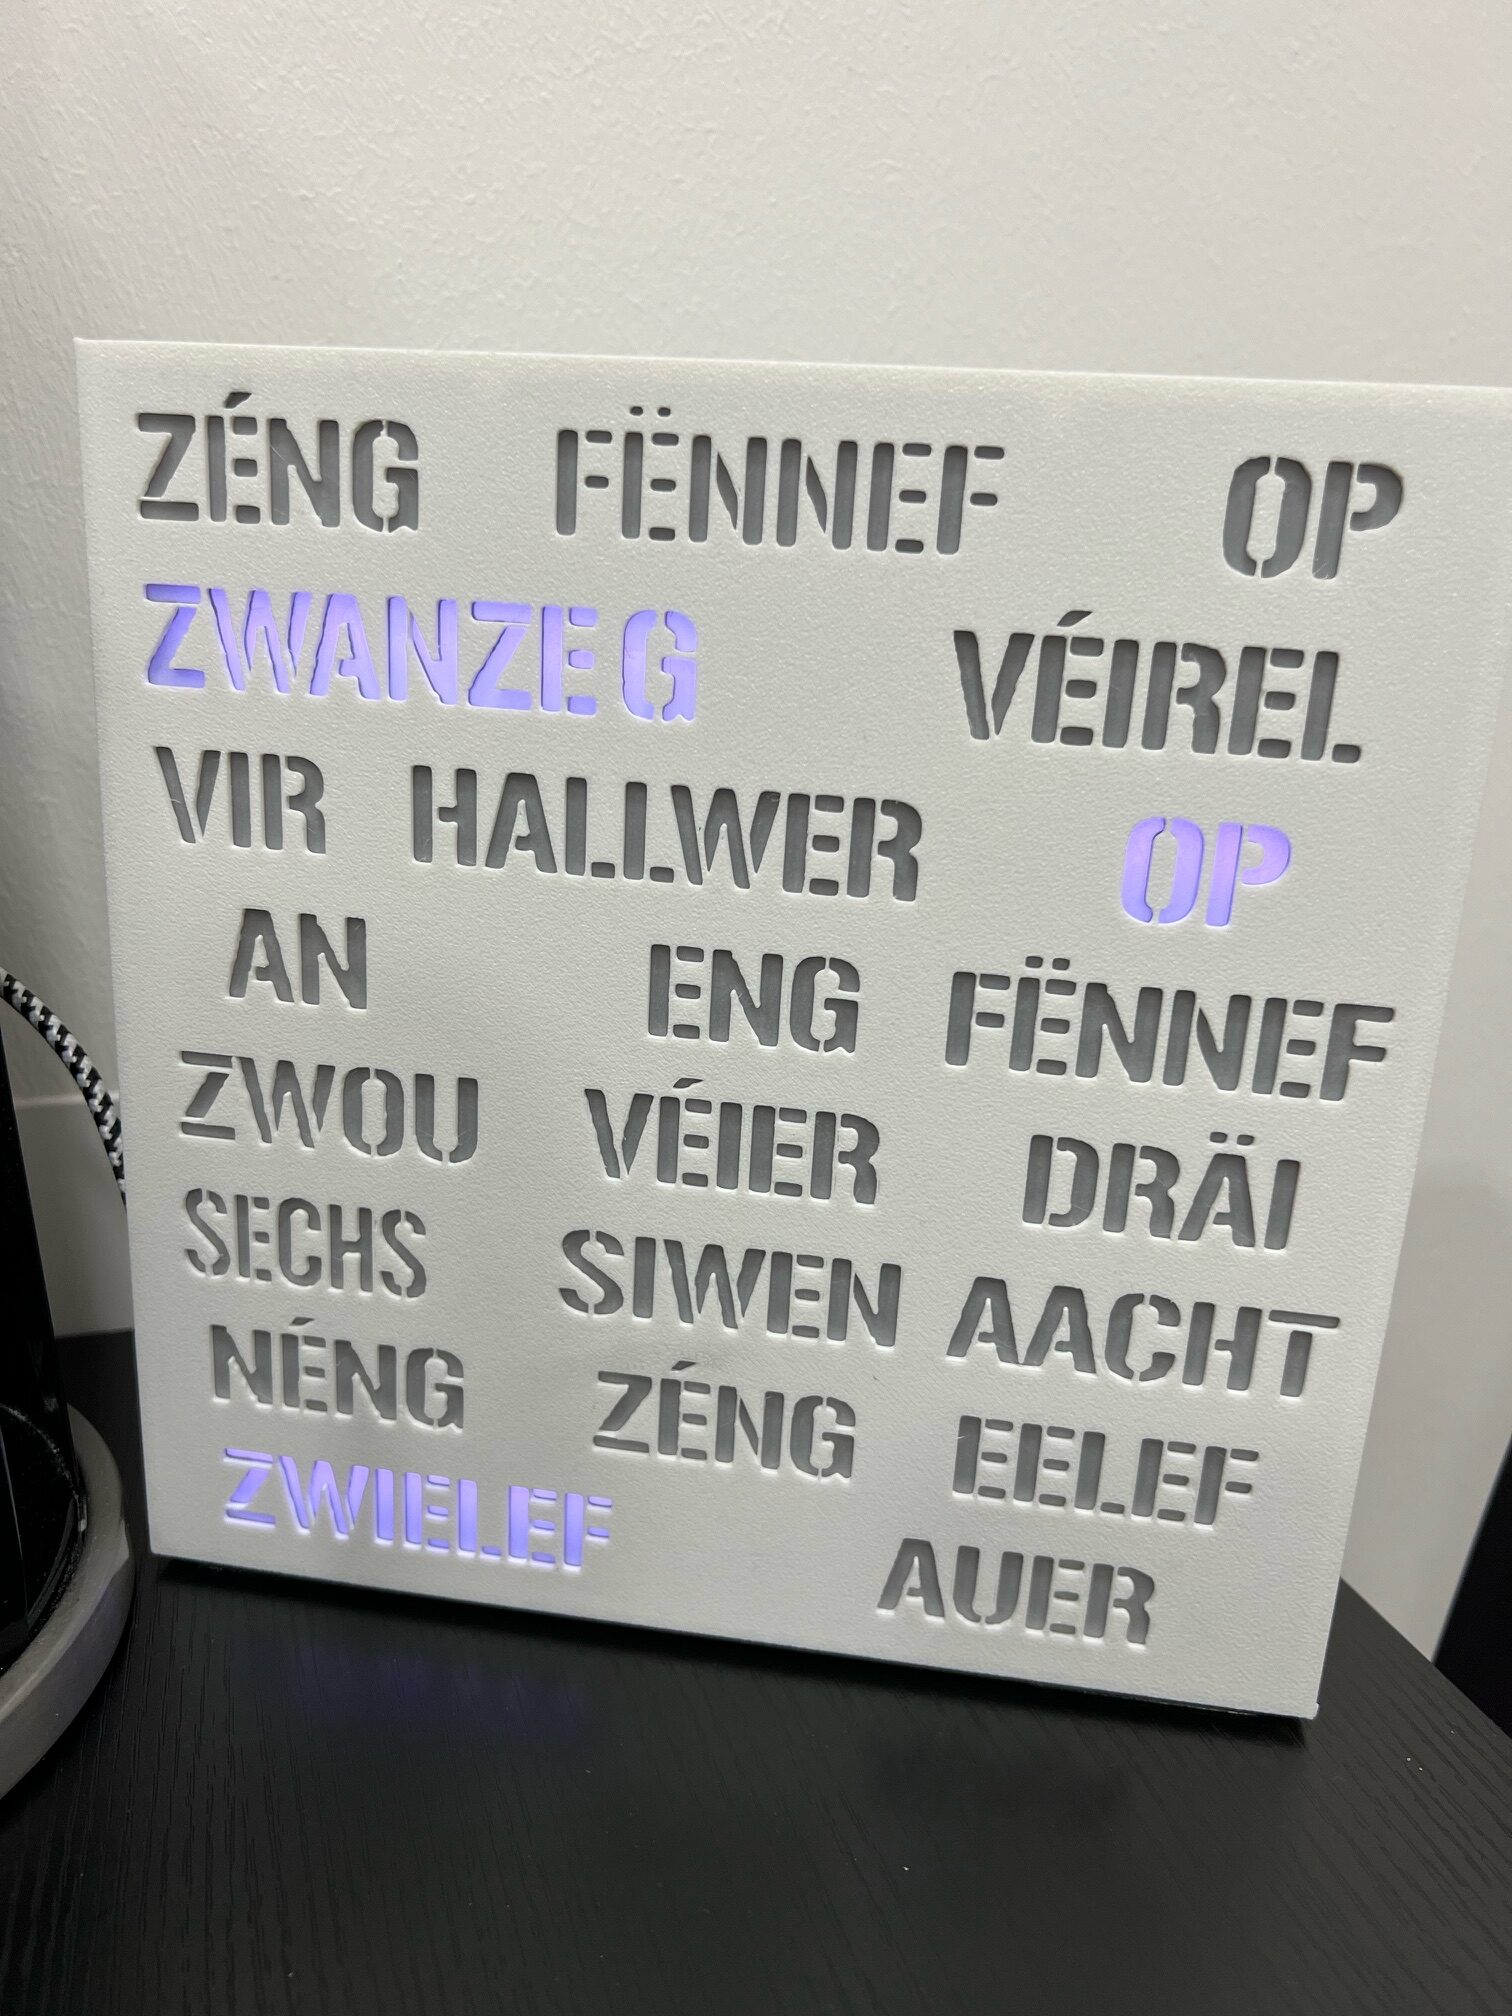 ZÉNG FËNNEF OP
ZWANZEG VÉIREL
VIR HALLWER OP
AN ENG FËNNEF
ZWOU VÉIER DRÄI
SECHS SIWEN AACHT
NÉNG ZÉNG EELEF
ZWIELEF AUER